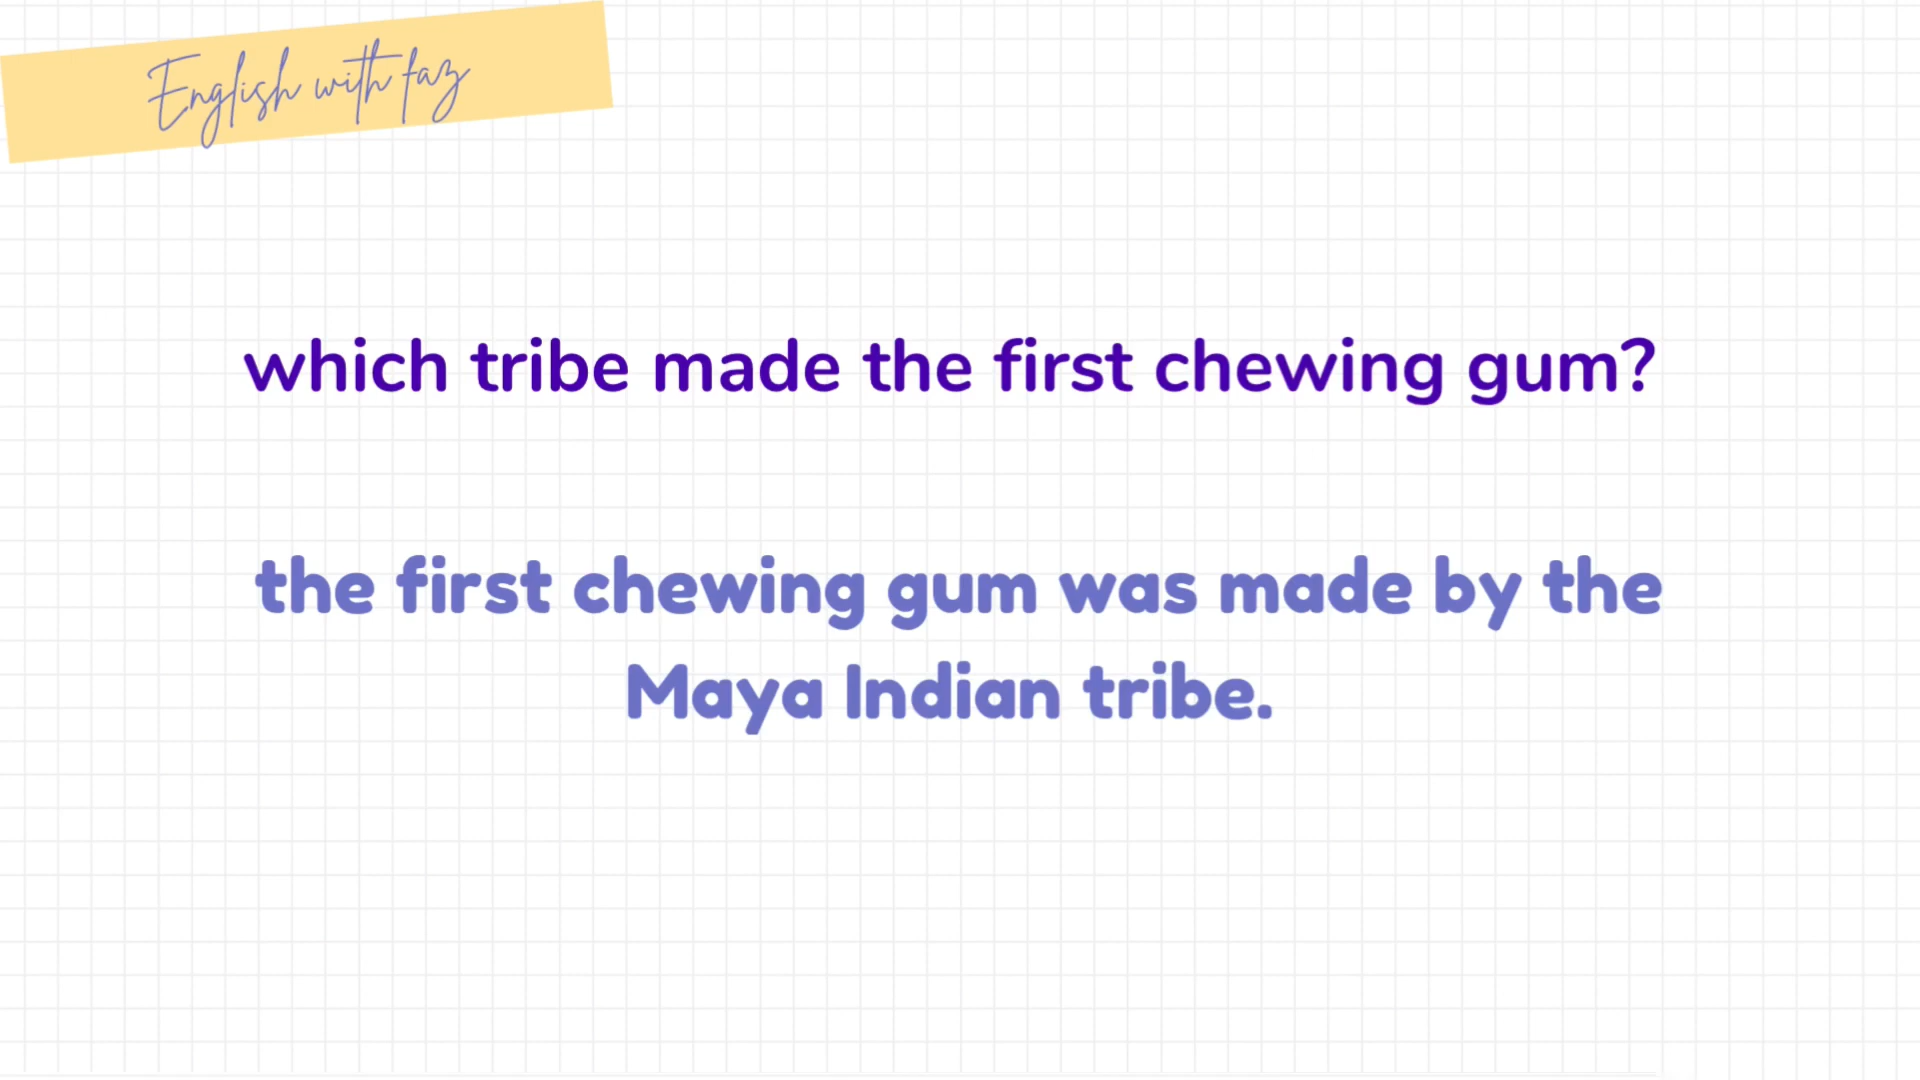 English with faz
which tribe made the first chewing gum?
the first chewing gum was made by the
Maya Indian tribe.